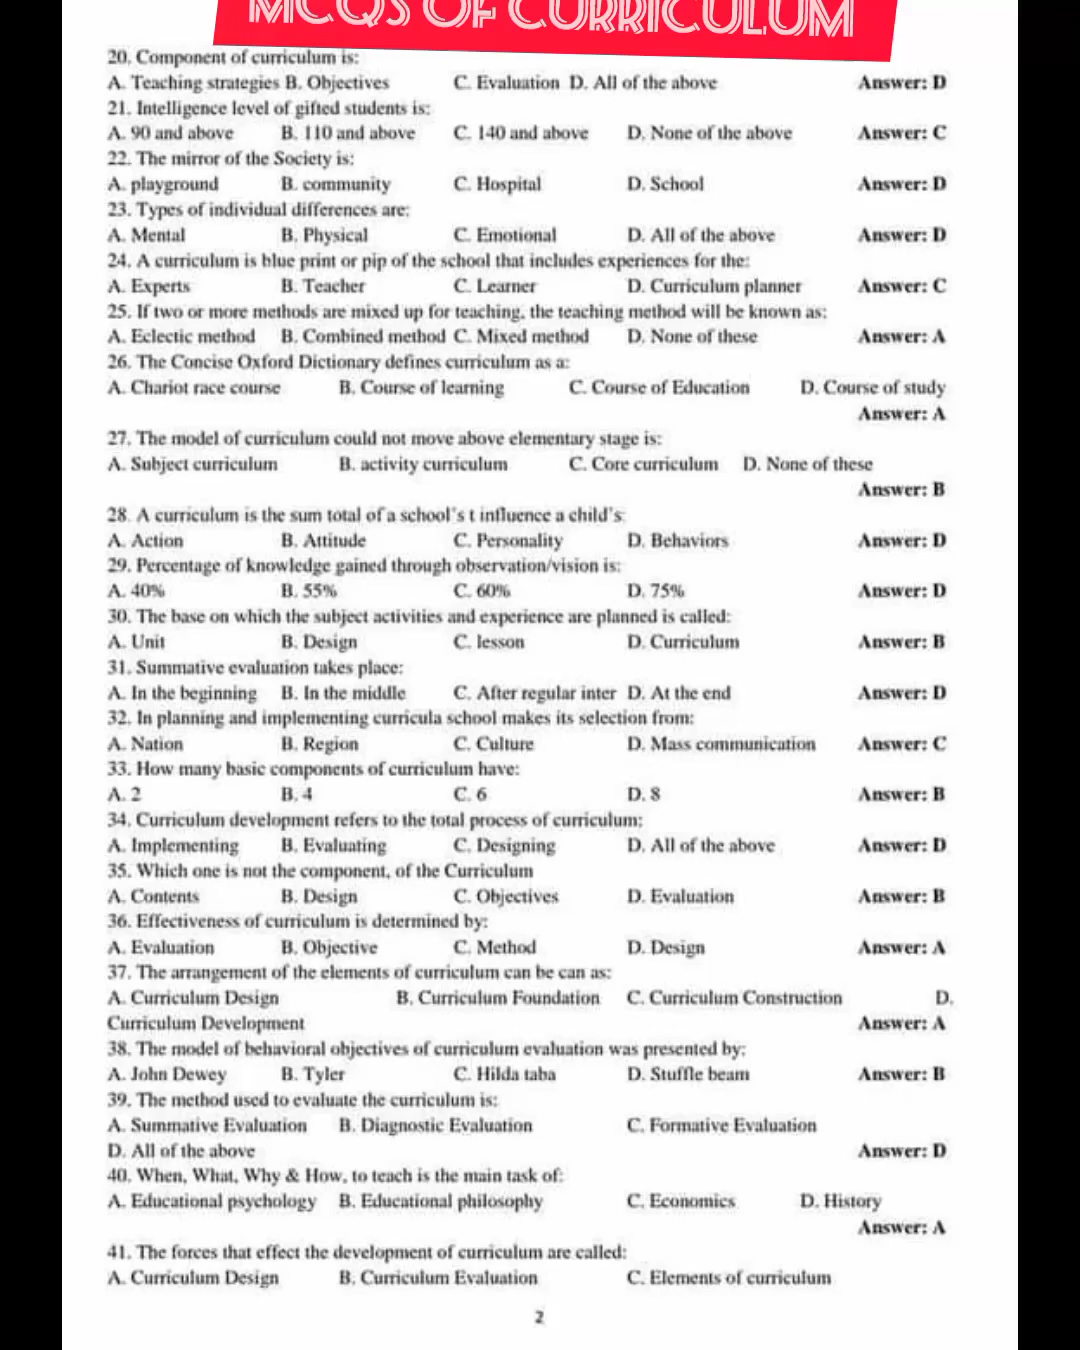 MCQS OF CURRICULUM
20. Component of curriculum is:
A. Teaching strategies B. Objectives C. Evaluation D. All of the above Answer: D
21. Intelligence level of gifted students is:
A. 90 and above B. 110 and above C. 140 and above D. None of the above Answer: C
22. The mirror of the Society is:
A. playground B. community C. Hospital D. School Answer: D
23. Types of individual differences are:
A. Mental B. Physical C. Emotional D. All of the above Answer: D
24. A curriculum is blue print or pip of the school that includes experiences for the:
A. Experts B. Teacher C. Learner D. Curriculum planner Answer: C
25. If two or more methods are mixed up for teaching, the teaching method will be known as:
A. Eclectic method B. Combined method C. Mixed method D. None of these Answer: A
26. The Concise Oxford Dictionary defines curriculum as a:
A. Chariot race course B. Course of learning C. Course of Education D. Course of study
Answer: A
27. The model of curriculum could not move above elementary stage is:
A. Subject curriculum B. activity curriculum C. Core curriculum D. None of these
Answer: B
28. A curriculum is the sum total of a school's t influence a child's:
A. Action B. Attitude C. Personality D. Behaviors Answer: D
29. Percentage of knowledge gained through observation/vision is:
A. 40% B. 55% C. 60% D. 75% Answer: D
30. The base on which the subject activities and experience are planned is called:
A. Unit B. Design C. lesson D. Curriculum Answer: B
31. Summative evaluation takes place:
A. In the beginning B. In the middle C. After regular inter D. At the end Answer: D
32. In planning and implementing curricula school makes its selection from:
A. Nation B. Region C. Culture D. Mass communication Answer: C
33. How many basic components of curriculum have:
A. 2 B. 4 C. 6 D. 8 Answer: B
34. Curriculum development refers to the total process of curriculum:
A. Implementing B. Evaluating C. Designing D. All of the above Answer: D
35. Which one is not the component, of the Curriculum
A. Contents B. Design C. Objectives D. Evaluation Answer: B
36. Effectiveness of curriculum is determined by:
A. Evaluation B. Objective C. Method D. Design Answer: A
37. The arrangement of the elements of curriculum can be can as:
A. Curriculum Design B. Curriculum Foundation C. Curriculum Construction D.
Curriculum Development Answer: A
38. The model of behavioral objectives of curriculum evaluation was presented by:
A. John Dewey B. Tyler C. Hilda taba D. Stuffle beam Answer: B
39. The method used to evaluate the curriculum is:
A. Summative Evaluation B. Diagnostic Evaluation C. Formative Evaluation
D. All of the above Answer: D
40. When, What, Why & How, to teach is the main task of:
A. Educational psychology B. Educational philosophy C. Economics D. History
Answer: A
41. The forces that effect the development of curriculum are called:
A. Curriculum Design B. Curriculum Evaluation C. Elements of curriculum
2